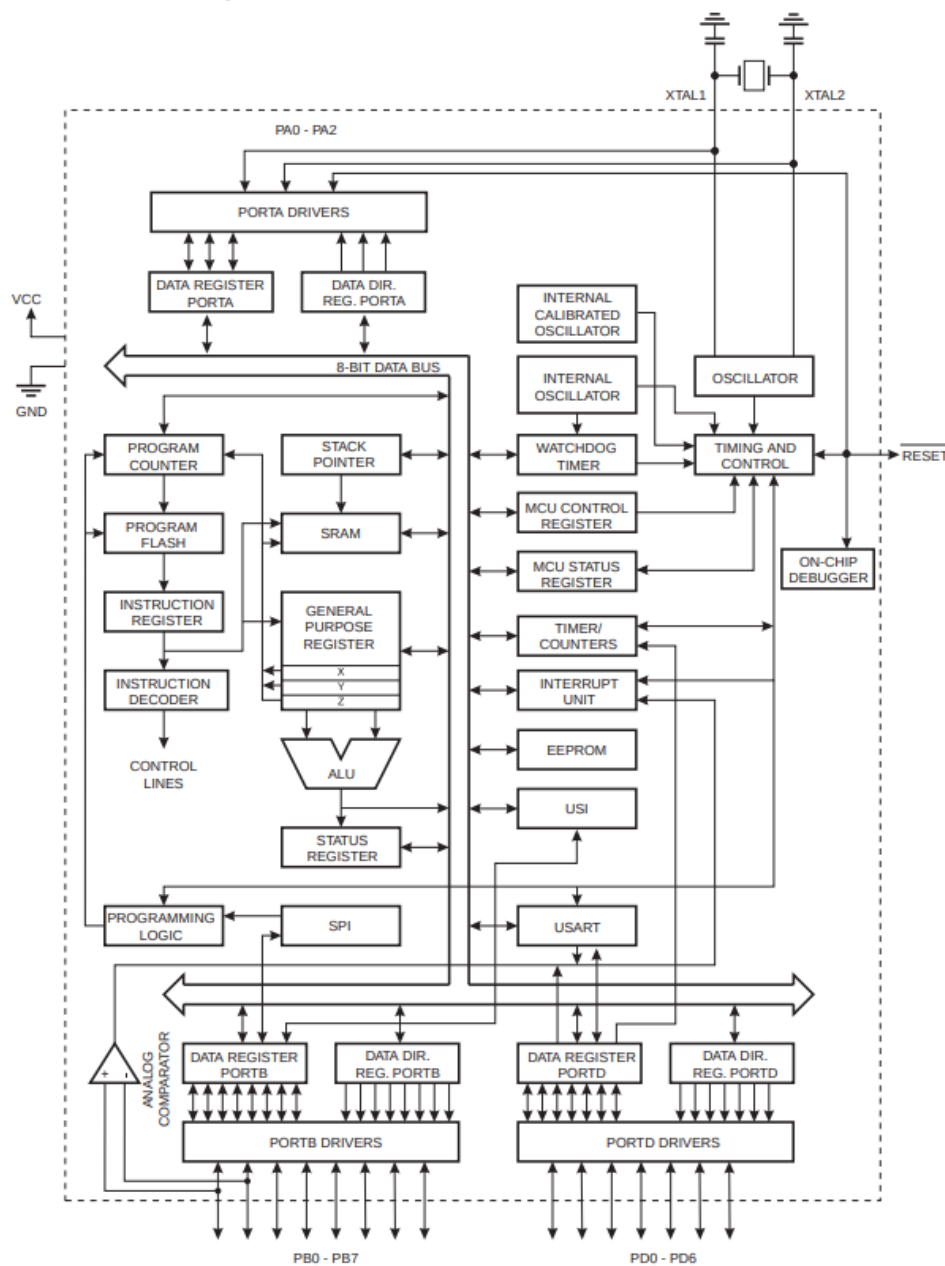 XTAL1
XTAL2
PA0 - PA2
PORTA DRIVERS
DATA REGISTER
PORTA
DATA DIR.
REG. PORTA
VCC
GND
8-BIT DATA BUS
INTERNAL
CALIBRATED
OSCILLATOR
INTERNAL
OSCILLATOR
OSCILLATOR
PROGRAM
COUNTER
STACK
POINTER
WATCHDOG
TIMER
TIMING AND
CONTROL
RESET
PROGRAM
FLASH
SRAM
MCU CONTROL
REGISTER
MCU STATUS
REGISTER
ON-CHIP
DEBUGGER
INSTRUCTION
REGISTER
GENERAL
PURPOSE
REGISTER
X
Y
Z
TIMER/
COUNTERS
INSTRUCTION
DECODER
INTERRUPT
UNIT
CONTROL
LINES
ALU
EEPROM
USI
STATUS
REGISTER
PROGRAMMING
LOGIC
SPI
USART
ANALOG
COMPARATOR
+
-
DATA REGISTER
PORTB
DATA DIR.
REG. PORTB
DATA REGISTER
PORTD
DATA DIR.
REG. PORTD
PORTB DRIVERS
PORTD DRIVERS
PB0 - PB7
PD0 - PD6